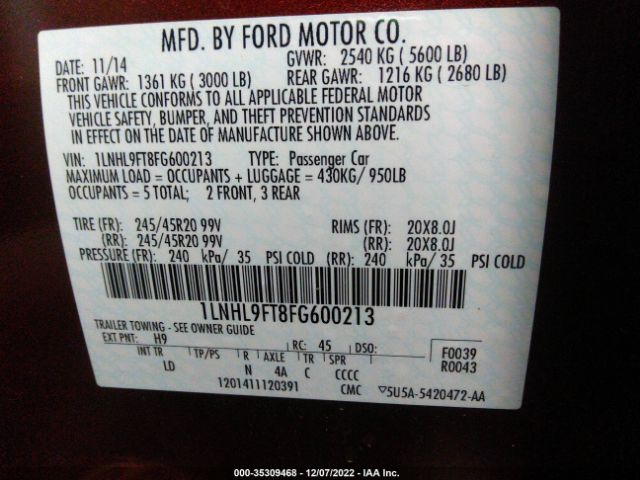 MFD. BY FORD MOTOR CO.
DATE: 11/14 GVWR: 2540 KG ( 5600 LB)
FRONT GAWR: 1361 KG ( 3000 LB) REAR GAWR: 1216 KG ( 2680 LB)
THIS VEHICLE CONFORMS TO ALL APPLICABLE FEDERAL MOTOR
VEHICLE SAFETY, BUMPER, AND THEFT PREVENTION STANDARDS
IN EFFECT ON THE DATE OF MANUFACTURE SHOWN ABOVE.
VIN: 1LNHL9FT8FG600213 TYPE: Passenger Car
MAXIMUM LOAD = OCCUPANTS + LUGGAGE = 430KG/ 950LB
OCCUPANTS = 5 TOTAL; 2 FRONT, 3 REAR
TIRE (FR): 245/45R20 99V RIMS (FR): 20X8.0J
(RR): 245/45R20 99V (RR): 20X8.0J
PRESSURE (FR): 240 kPa/ 35 PSI COLD (RR): 240 kPa/ 35 PSI COLD
1LNHL9FT8FG600213
TRAILER TOWING - SEE OWNER GUIDE
EXT PNT: H9 RC: 45 DSO: F0039
INT TR TP/PS R AXLE TR SPR R0043
LD N 4A C CCCC
1201411120391 CMC ▽5U5A-5420472-AA
000-35309468 - 12/07/2022 - IAA Inc.